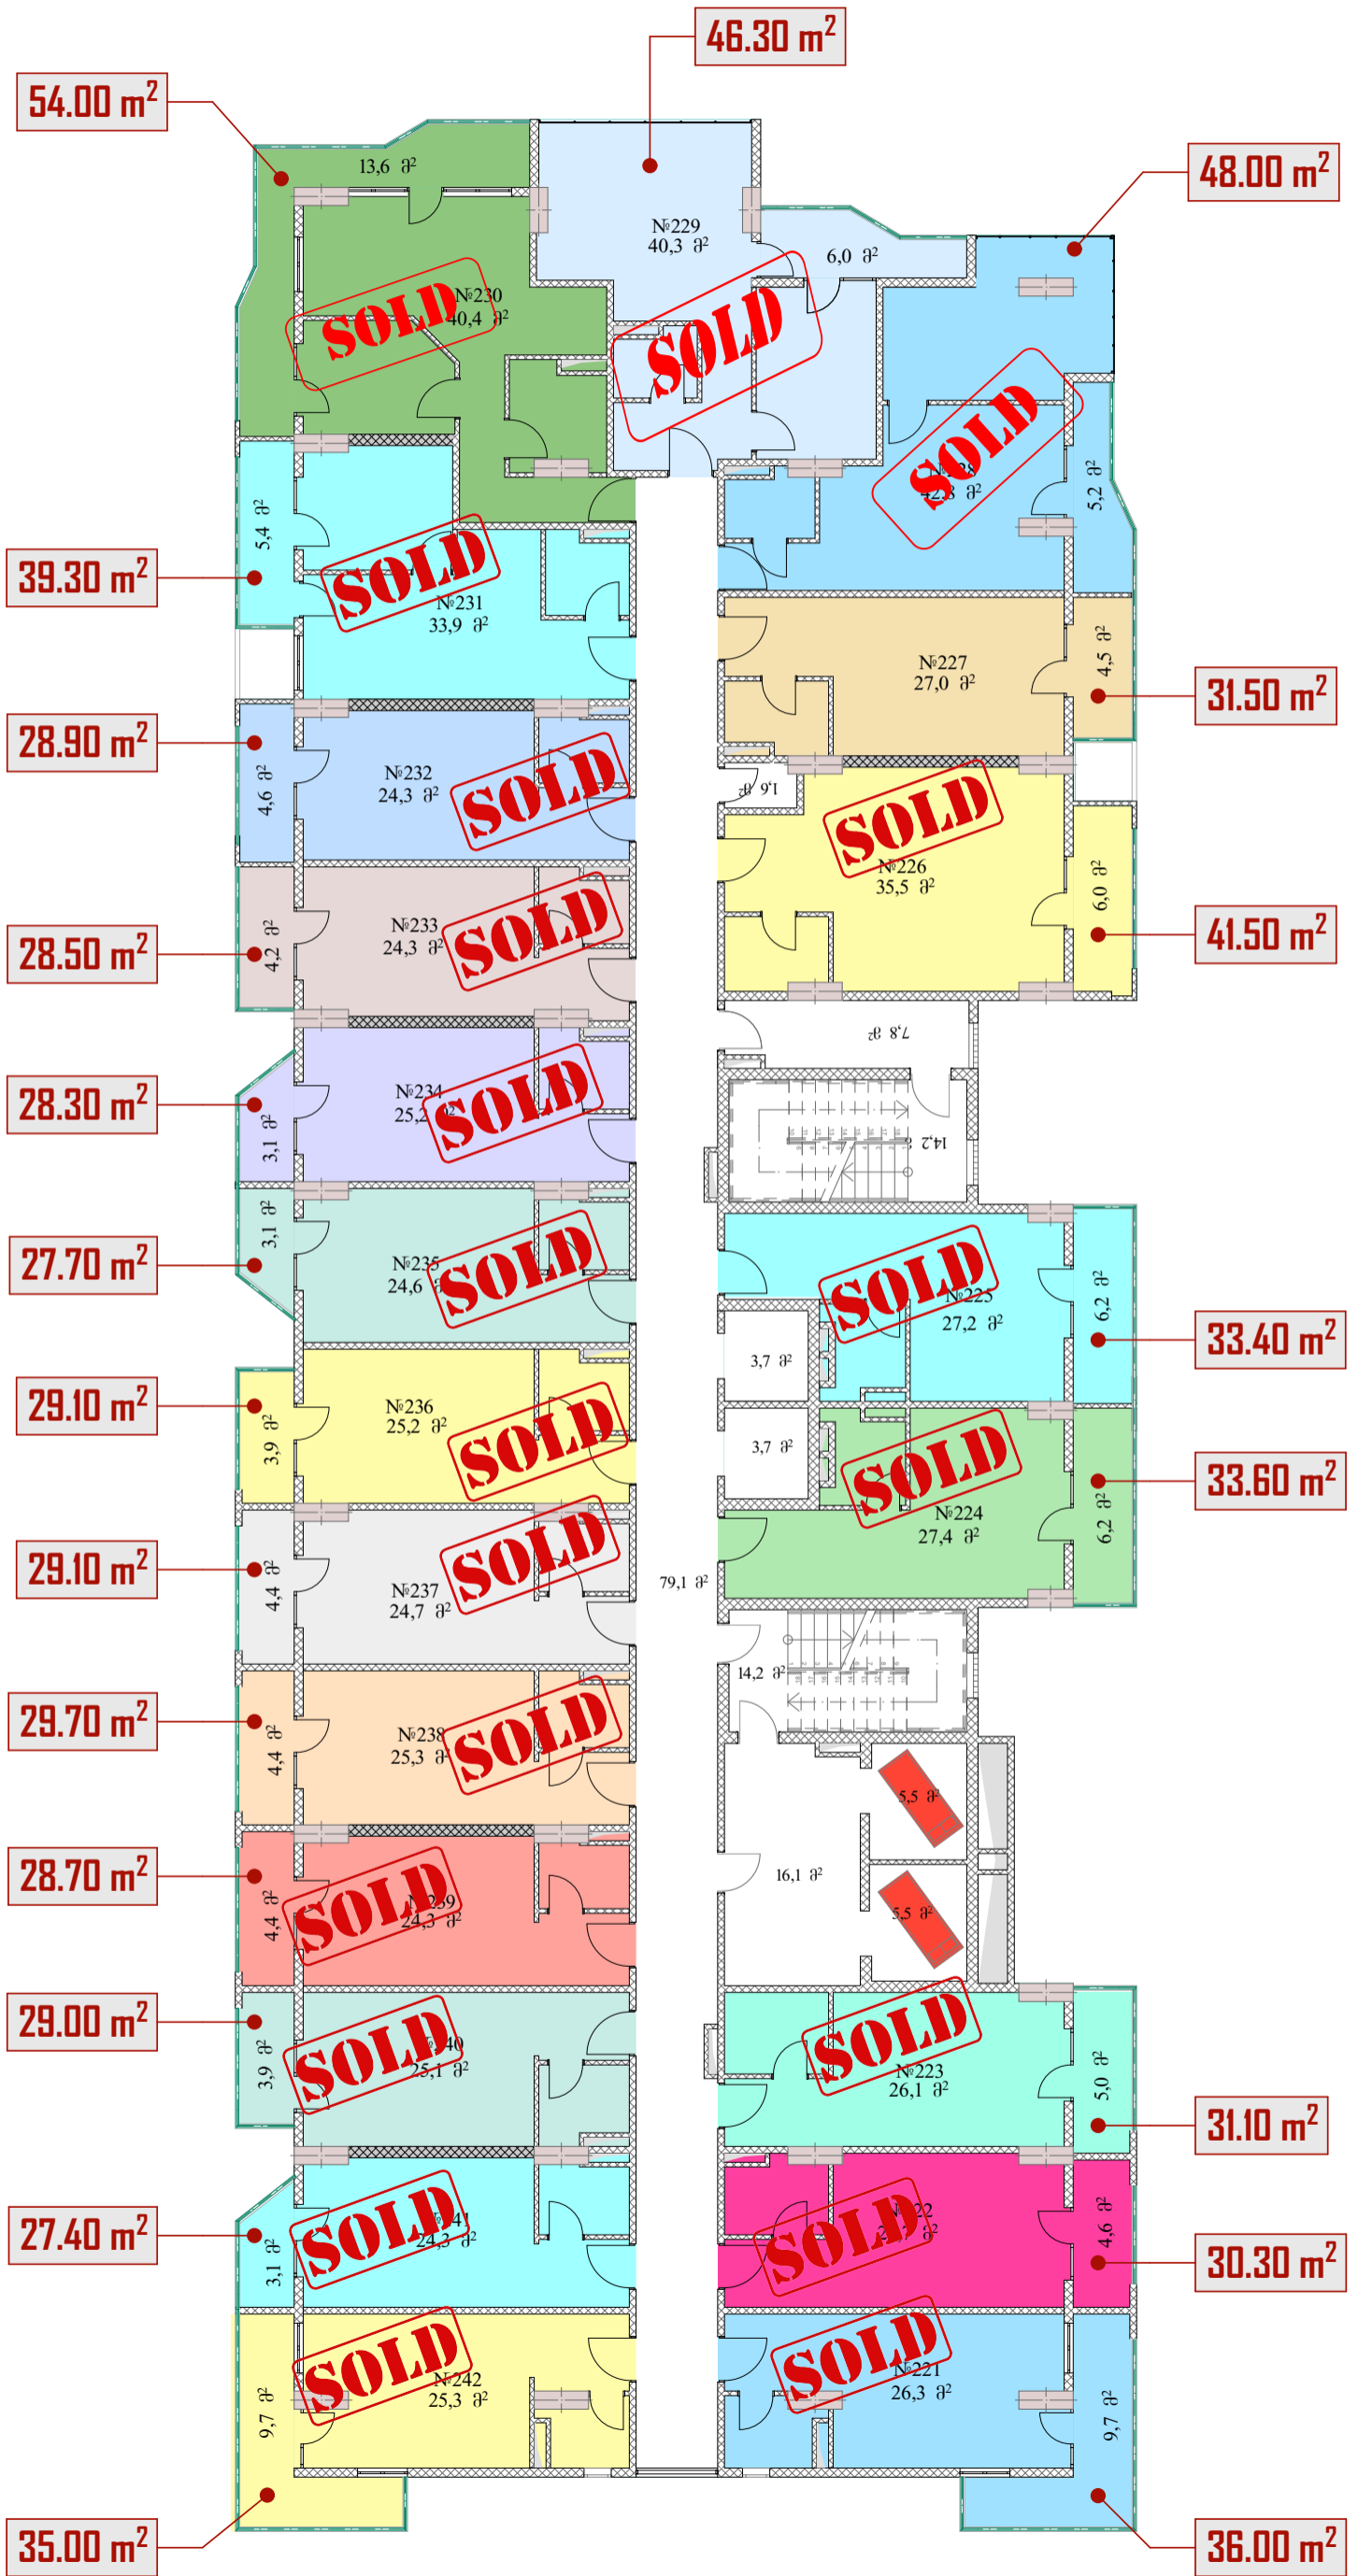 46.30 m²
54.00 m²
48.00 m²
13,6 მ²
№229
40,3 მ²
6,0 მ²
№230
40,4 მ²
SOLD
SOLD
SOLD
42,8 მ²
5,2 მ²
5,4 მ²
39.30 m²
SOLD
№231
33,9 მ²
№227
27,0 მ²
4,5 მ²
31.50 m²
28.90 m²
4,6 მ²
№232
24,3 მ²
SOLD
1,6 მ²
SOLD
№226
35,5 მ²
6,0 მ²
41.50 m²
28.50 m²
4,2 მ²
№233
24,3 მ²
SOLD
7,8 მ²
28.30 m²
3,1 მ²
№234
25,2 მ²
SOLD
14,2
27.70 m²
3,1 მ²
№235
24,6
SOLD
SOLD
№225
27,2 მ²
6,2 მ²
33.40 m²
3,7 მ²
29.10 m²
3,9 მ²
№236
25,2 მ²
SOLD
3,7 მ²
SOLD
№224
27,4 მ²
6,2 მ²
33.60 m²
29.10 m²
4,4 მ²
№237
24,7 მ²
SOLD
79,1 მ²
14,2 მ²
29.70 m²
4,4 მ²
№238
25,3 მ²
SOLD
5,5 მ²
16,1 მ²
5,5 მ²
28.70 m²
4,4 მ²
№239
24,3 მ²
SOLD
29.00 m²
3,9 მ²
№240
25,1 მ²
SOLD
SOLD
№223
26,1 მ²
5,0 მ²
31.10 m²
27.40 m²
3,1 მ²
24,3 მ²
SOLD
SOLD
4,6 მ²
30.30 m²
SOLD
№242
25,3 მ²
9,7 მ²
SOLD
№221
26,3 მ²
9,7 მ²
35.00 m²
36.00 m²